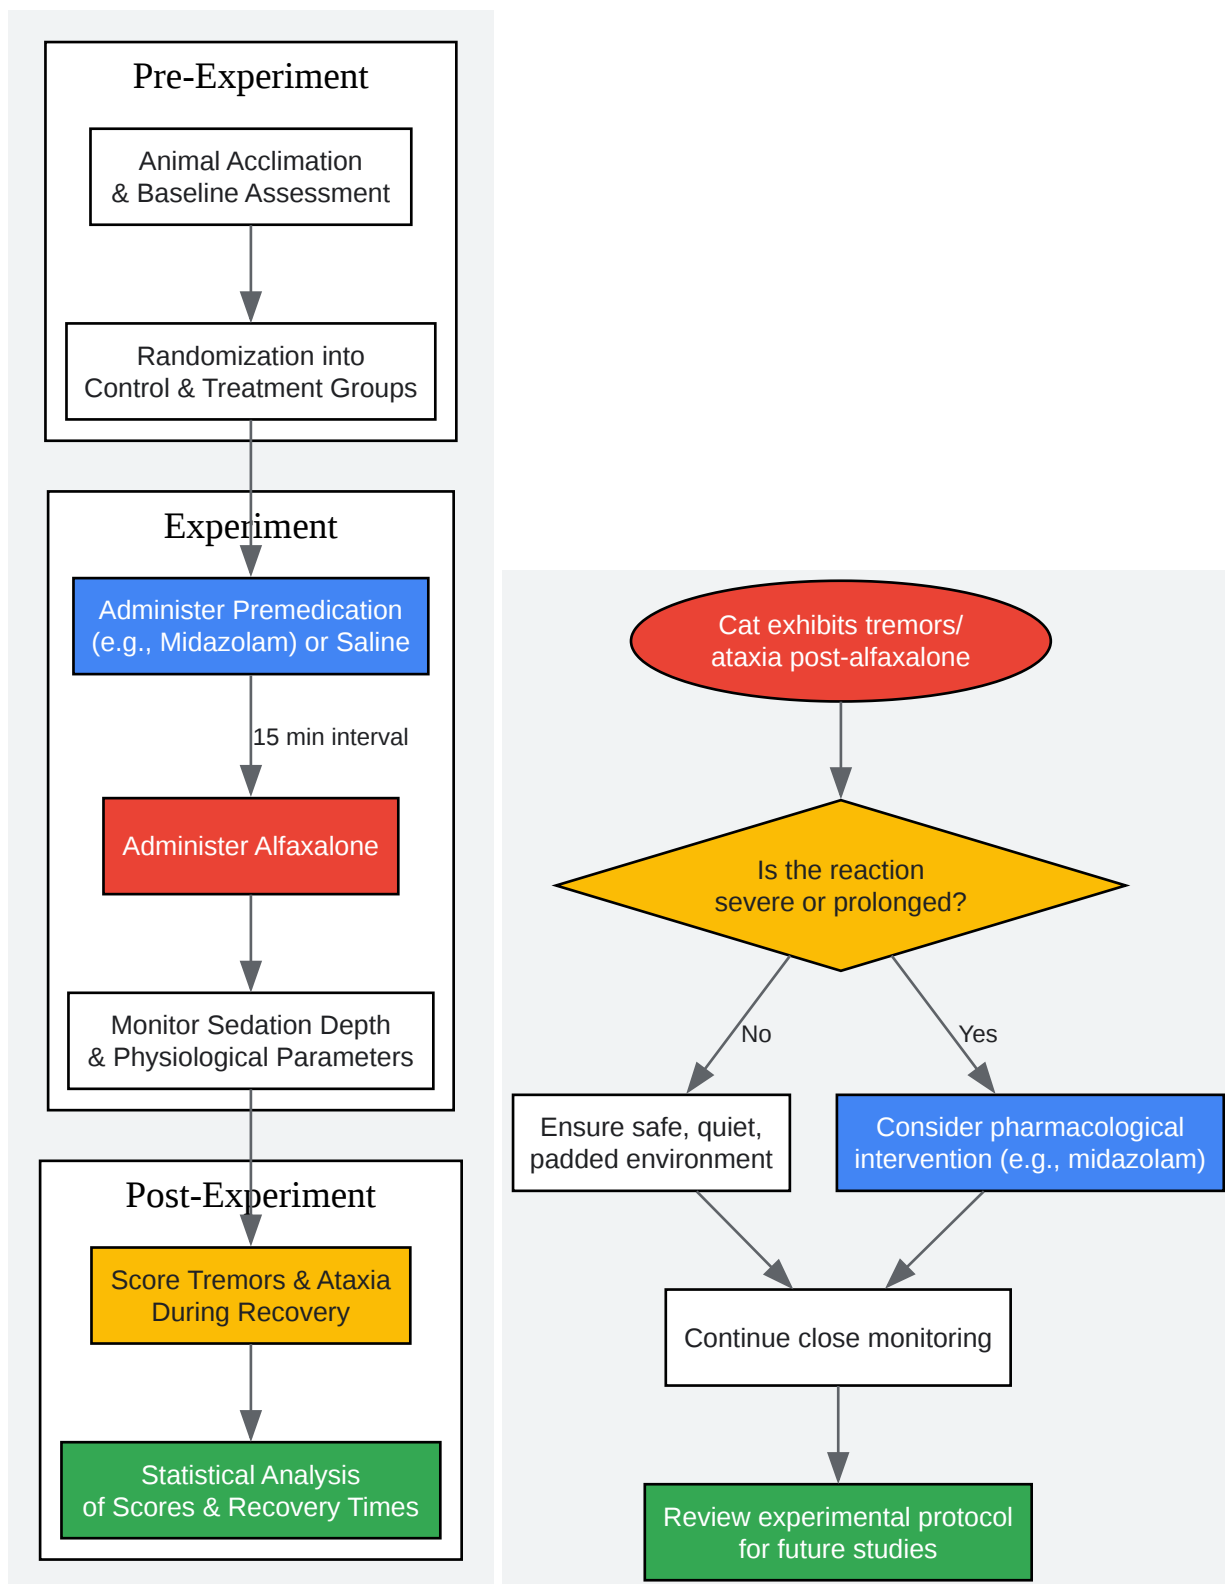 Pre-Experiment
Animal Acclimation
& Baseline Assessment
Randomization into
Control & Treatment Groups
Experiment
Administer Premedication
(e.g., Midazolam) or Saline
15 min interval
Administer Alfaxalone
Monitor Sedation Depth
& Physiological Parameters
Post-Experiment
Score Tremors & Ataxia
During Recovery
Statistical Analysis
of Scores & Recovery Times
Cat exhibits tremors/
ataxia post-alfaxalone
Is the reaction
severe or prolonged?
No
Yes
Ensure safe, quiet,
padded environment
Consider pharmacological
intervention (e.g., midazolam)
Continue close monitoring
Review experimental protocol
for future studies